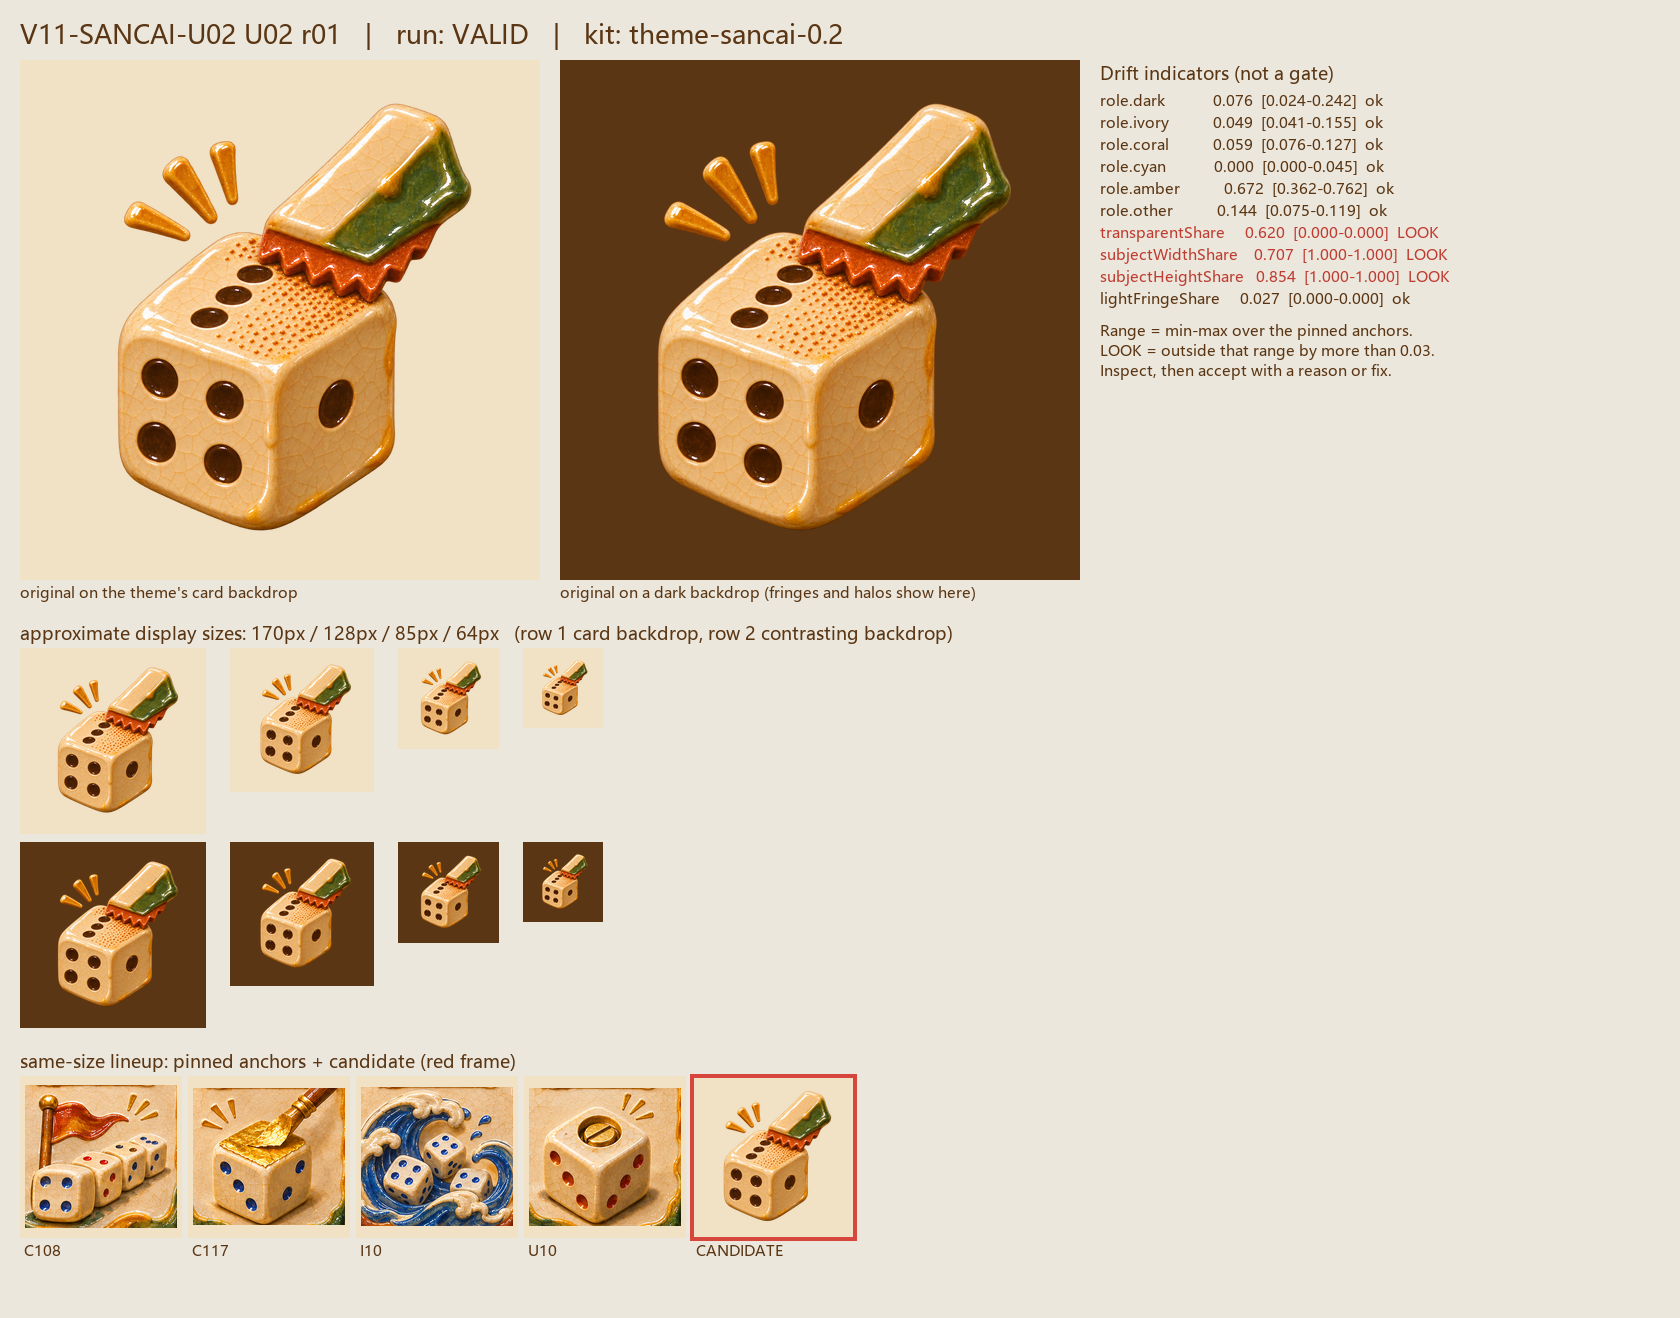 V11-SANCAI-U02 U02 r01 | run: VALID | kit: theme-sancai-0.2
Drift indicators (not a gate)
role.dark 0.076 [0.024-0.242] ok
role.ivory 0.049 [0.041-0.155] ok
role.coral 0.059 [0.076-0.127] ok
role.cyan 0.000 [0.000-0.045] ok
role.amber 0.672 [0.362-0.762] ok
role.other 0.144 [0.075-0.119] ok
transparentShare 0.620 [0.000-0.000] LOOK
subjectWidthShare 0.707 [1.000-1.000] LOOK
subjectHeightShare 0.854 [1.000-1.000] LOOK
lightFringeShare 0.027 [0.000-0.000] ok
Range = min-max over the pinned anchors.
LOOK = outside that range by more than 0.03.
Inspect, then accept with a reason or fix.
original on the theme's card backdrop
original on a dark backdrop (fringes and halos show here)
approximate display sizes: 170px / 128px / 85px / 64px (row 1 card backdrop, row 2 contrasting backdrop)
same-size lineup: pinned anchors + candidate (red frame)
C108
C117
I10
U10
CANDIDATE